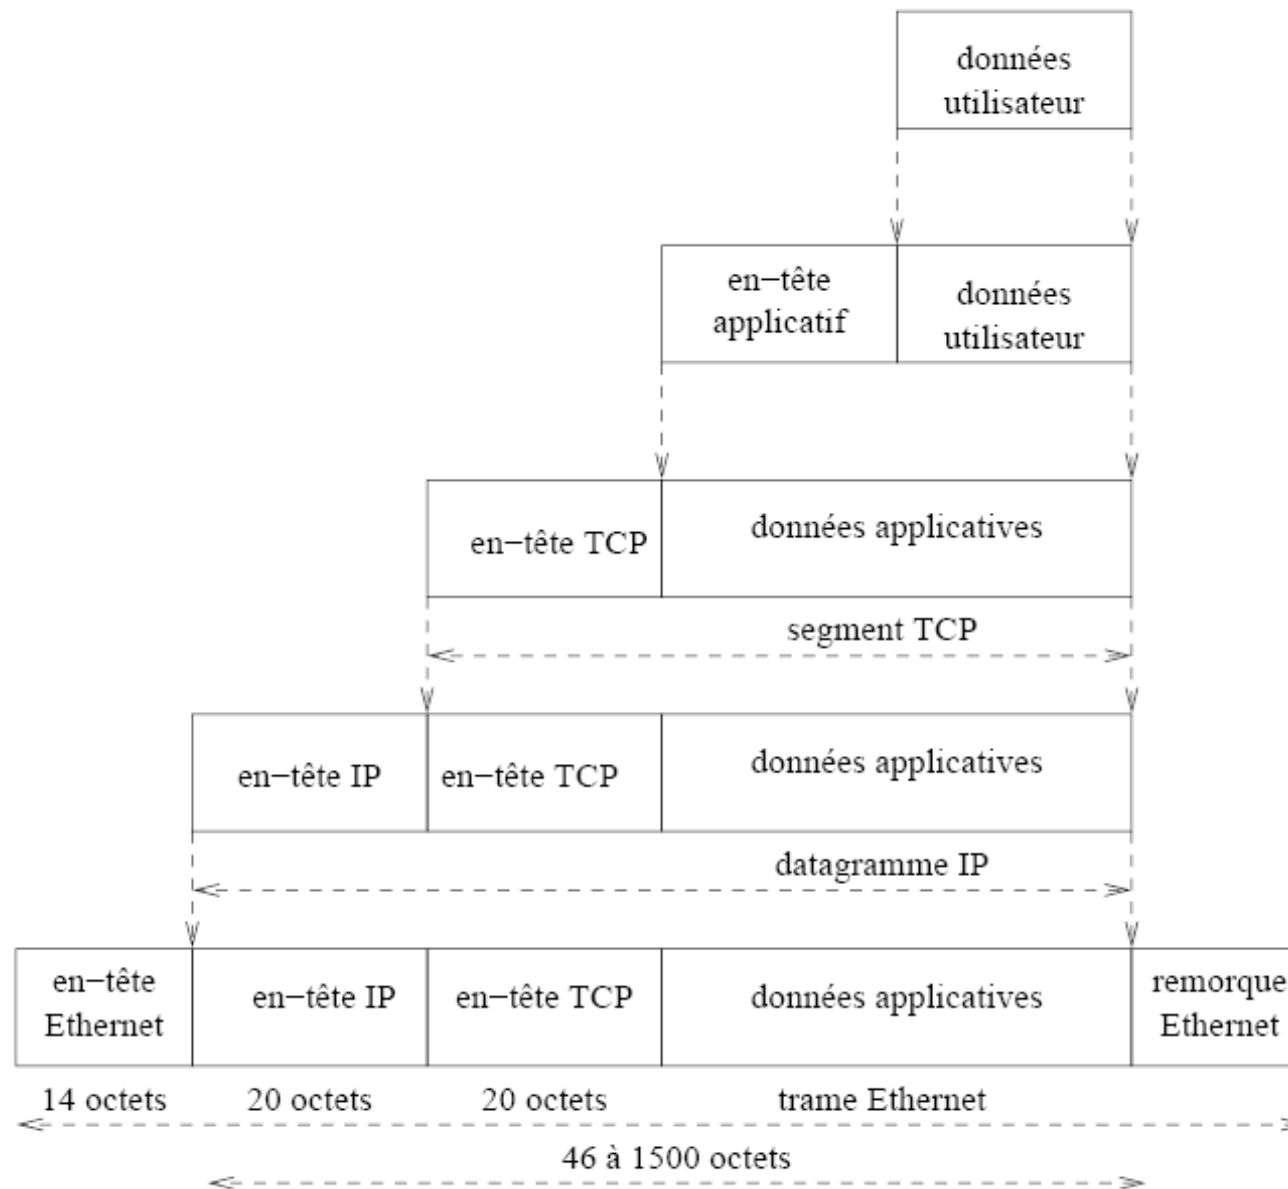 données
utilisateur
en−tête
applicatif
données
utilisateur
en−tête TCP
données applicatives
segment TCP
en−tête IP
en−tête TCP
données applicatives
datagramme IP
en−tête
Ethernet
en−tête IP
en−tête TCP
données applicatives
remorque
Ethernet
14 octets
20 octets
20 octets
trame Ethernet
46 à 1500 octets